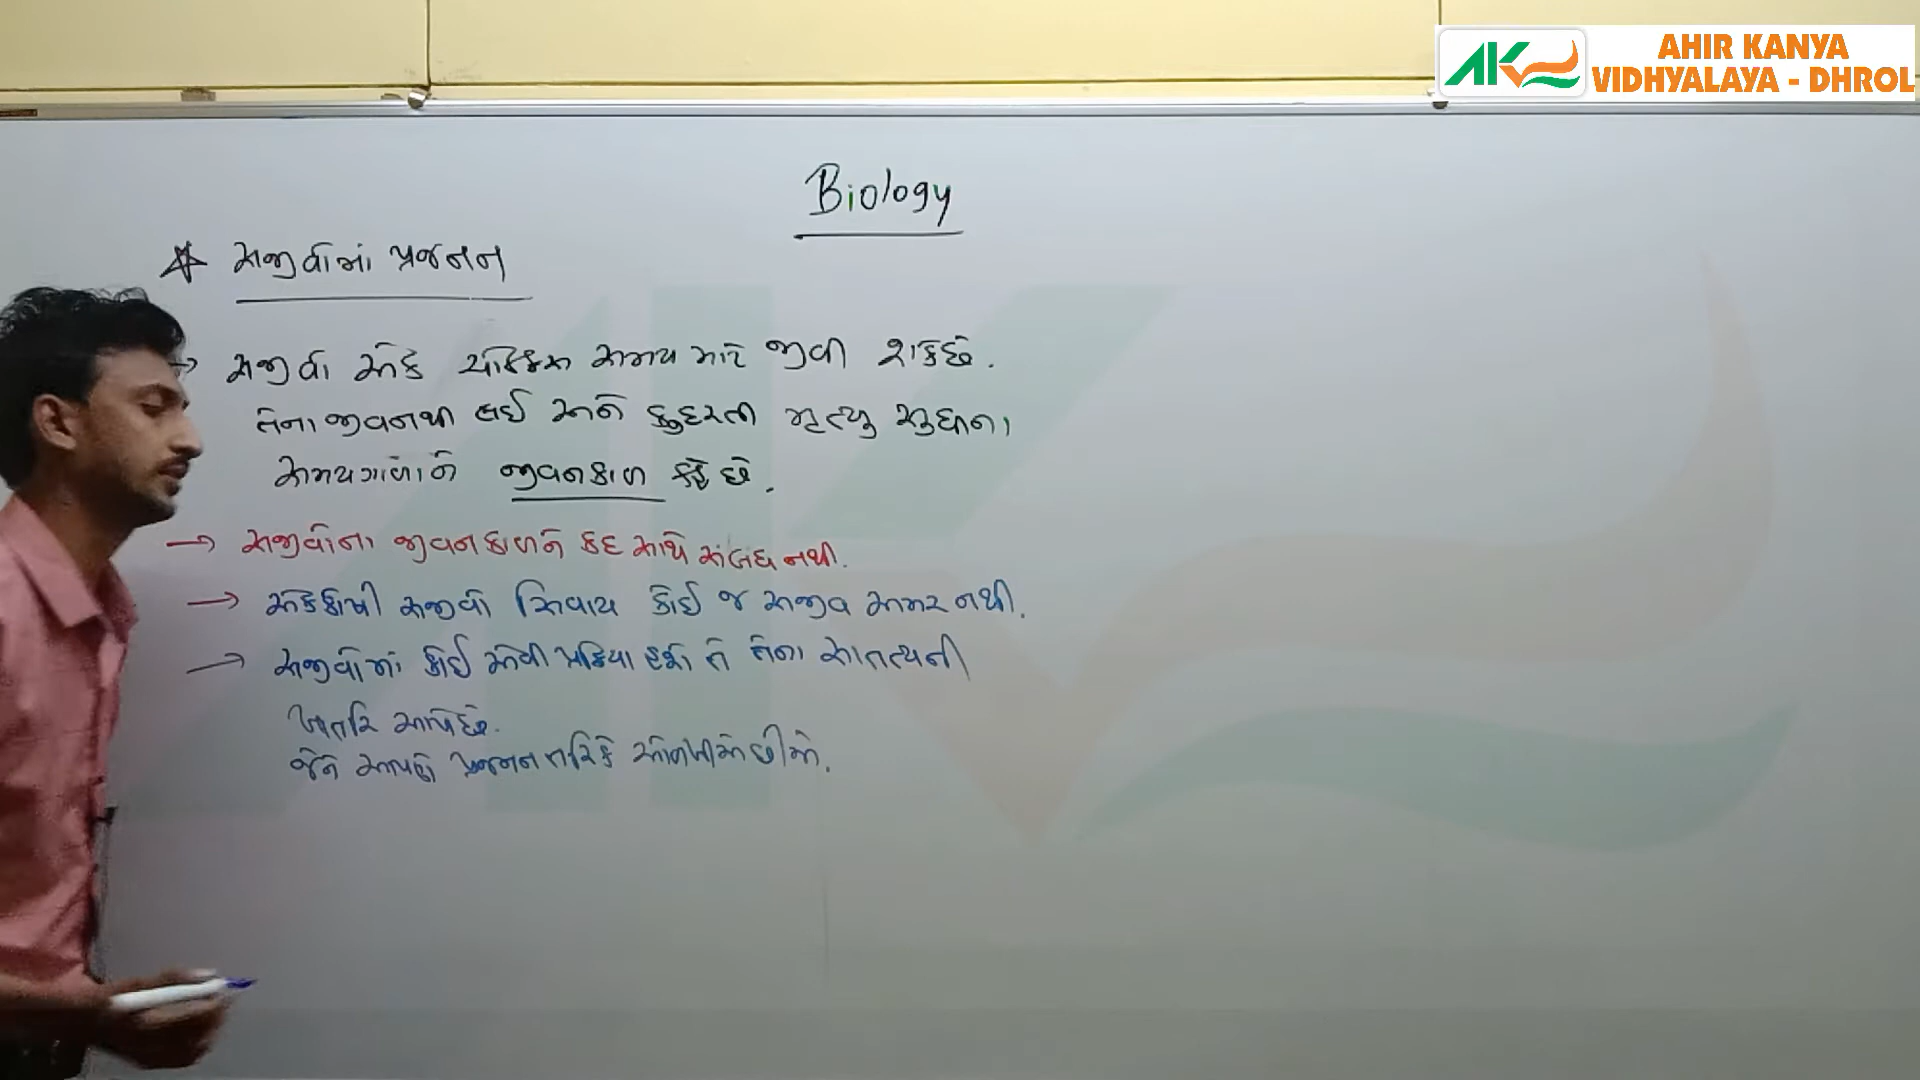 AHIR KANYA
VIDHYALAYA - DHROL
Biology
સજીવોમાં પ્રજનન
→ સજીવો એક ચોક્કસ સમય માટે જીવી શકે છે.
તેના જીવનથી લઈ અને કુદરતી મૃત્યુ સુધીના
સમયગાળાને જીવનકાળ કહે છે.
→ સજીવોના જીવનકાળને કદ સાથે સંબંધ નથી.
→ એકકોષી સજીવો સિવાય કોઈ જ સજીવ અમર નથી.
→ સજીવોમાં કોઈ એવી પ્રક્રિયા હશે તે તેના સાતત્યની
ખાતરિ આપે છે.
જેને આપણે પ્રજનન તરિકે ઓળખીએ છીએ.